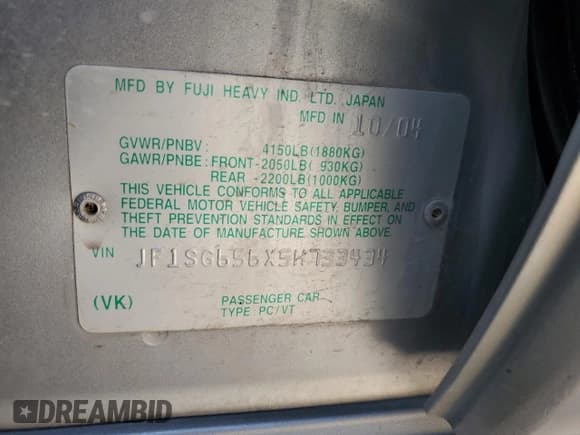 MFD BY FUJI HEAVY IND. LTD. JAPAN
MFD IN 10/04
GVWR/PNBV: 4150LB(1880KG)
GAWR/PNBE: FRONT-2050LB( 930KG)
REAR -2200LB(1000KG)
THIS VEHICLE CONFORMS TO ALL APPLICABLE
FEDERAL MOTOR VEHICLE SAFETY, BUMPER, AND
THEFT PREVENTION STANDARDS IN EFFECT ON
THE DATE OF MANUFACTURE SHOWN ABOVE.
VIN JF1SG656X5H733434
(VK) PASSENGER CAR
TYPE PC/VT
DREAMBID